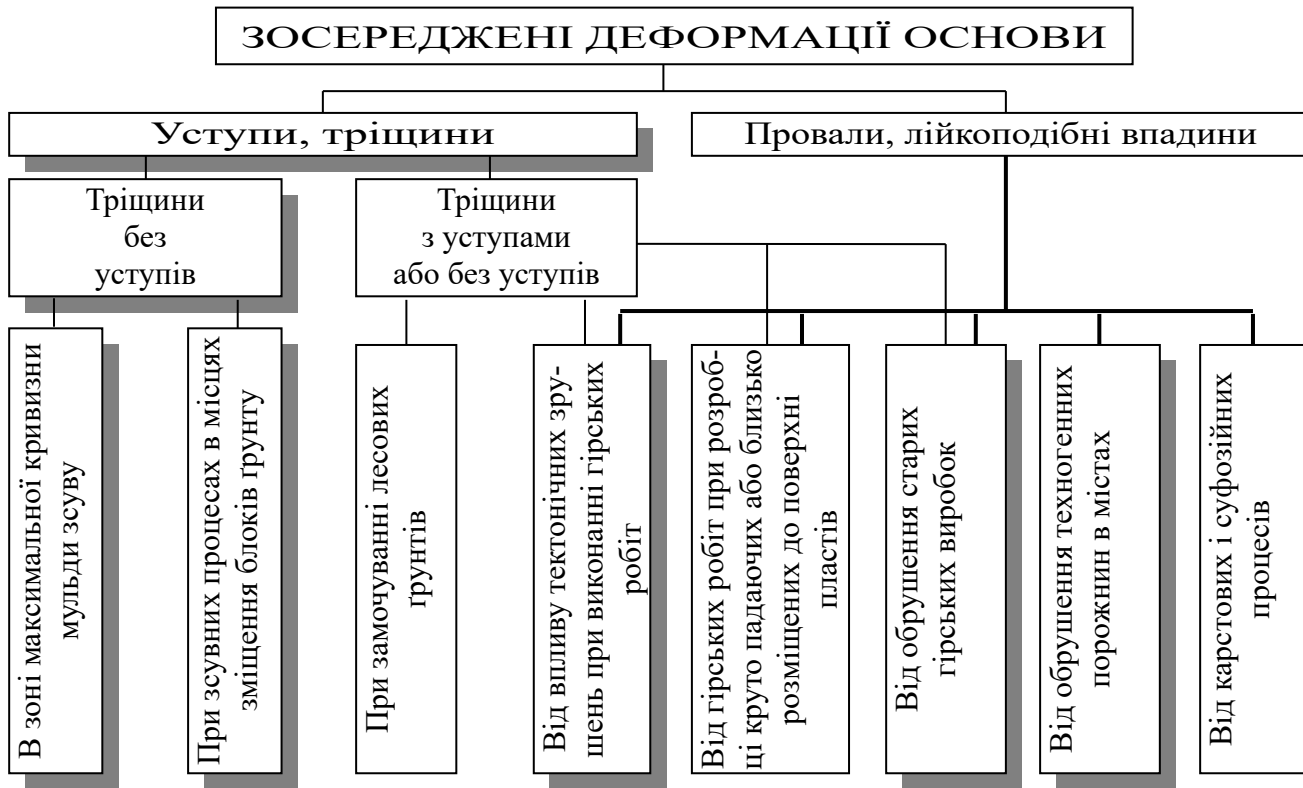 ЗОСЕРЕДЖЕНІ ДЕФОРМАЦІЇ ОСНОВИ
Уступи, тріщини
Провали, лійкоподібні впадини
Тріщини
без
уступів
Тріщини
з уступами
або без уступів
В зоні максимальної кривизни
мульди зсуву
При зсувних процесах в місцях
зміщення блоків ґрунту
При замочуванні лесових
ґрунтів
Від впливу тектонічних зру-
шень при виконанні гірських
робіт
Від гірських робіт при розроб-
ці круто падаючих або близько
розміщених до поверхні
пластів
Від обрушення старих
гірських виробок
Від обрушення техногенних
порожнин в містах
Від карстових і суфозійних
процесів